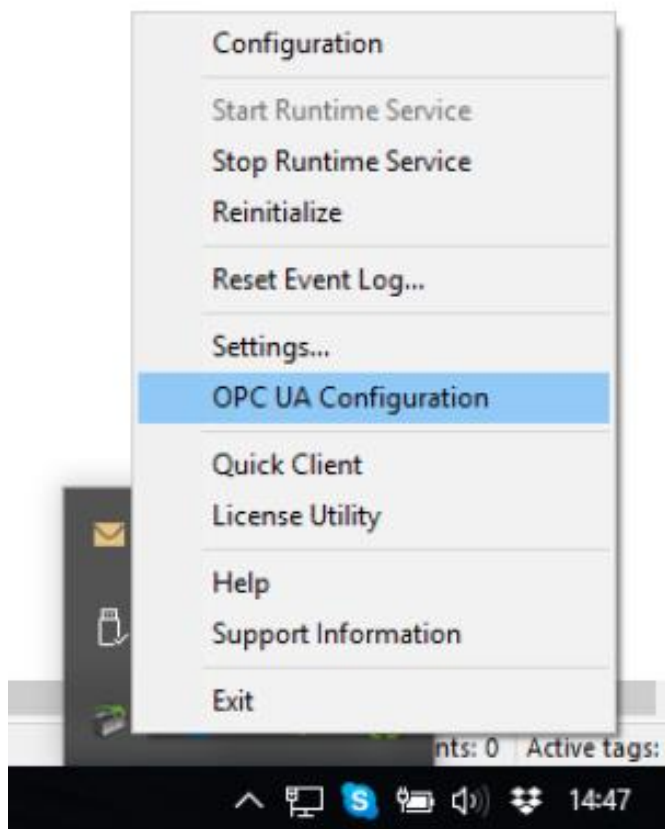 Configuration
Start Runtime Service
Stop Runtime Service
Reinitialize
Reset Event Log...
Settings...
OPC UA Configuration
Quick Client
License Utility
Help
Support Information
Exit
nts: 0 Active tags:
S
14:47